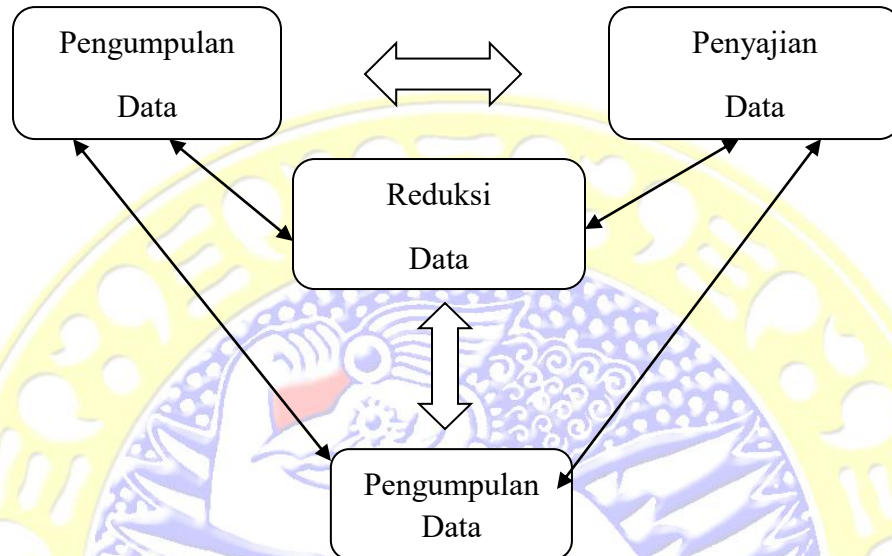 Pengumpulan
Data
Penyajian
Data
Reduksi
Data
Pengumpulan
Data